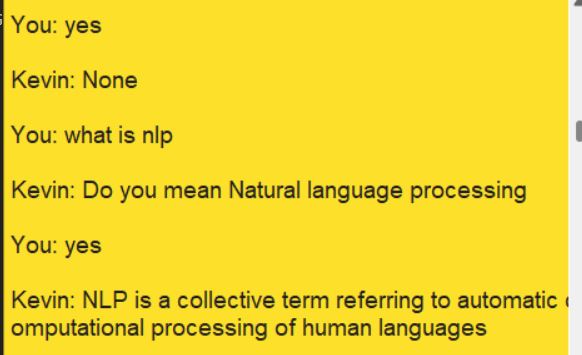 You: yes
Kevin: None
You: what is nlp
Kevin: Do you mean Natural language processing
You: yes
Kevin: NLP is a collective term referring to automatic c
omputational processing of human languages